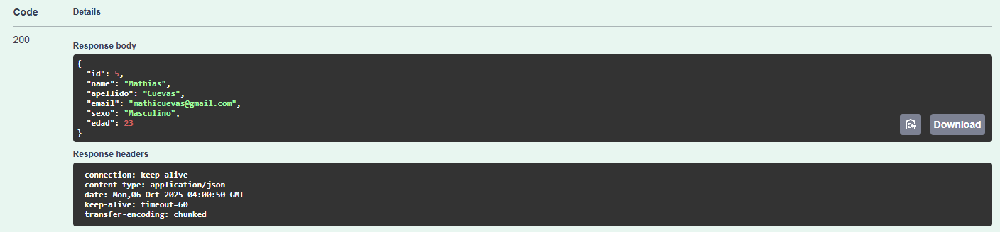 Code Details
200
Response body
{
  "id": 5,
  "name": "Mathias",
  "apellido": "Cuevas",
  "email": "mathicuevas@gmail.com",
  "sexo": "Masculino",
  "edad": 23
}
Download
Response headers
connection: keep-alive
content-type: application/json
date: Mon,06 Oct 2025 04:00:50 GMT
keep-alive: timeout=60
transfer-encoding: chunked